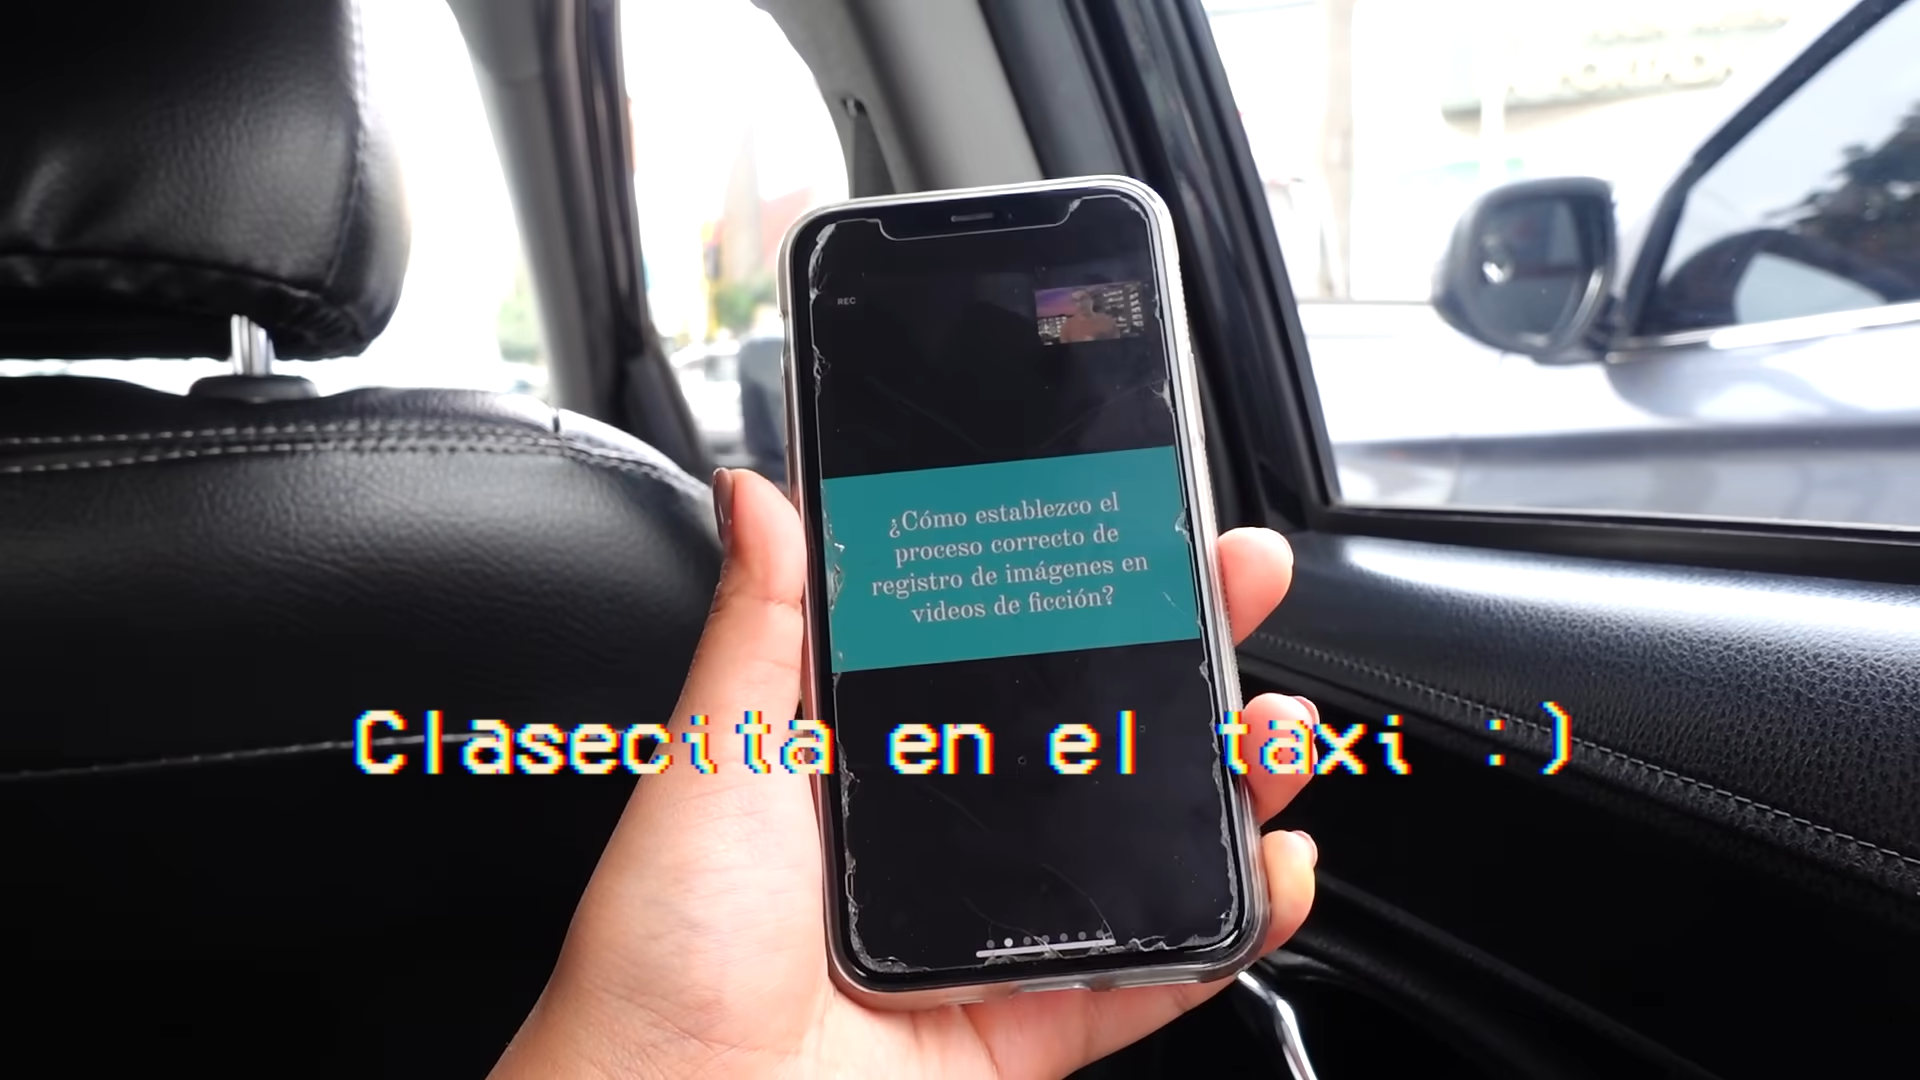 REC
¿Cómo establezco el
proceso correcto de
registro de imágenes en
videos de ficción?
Clasecita en el taxi :)